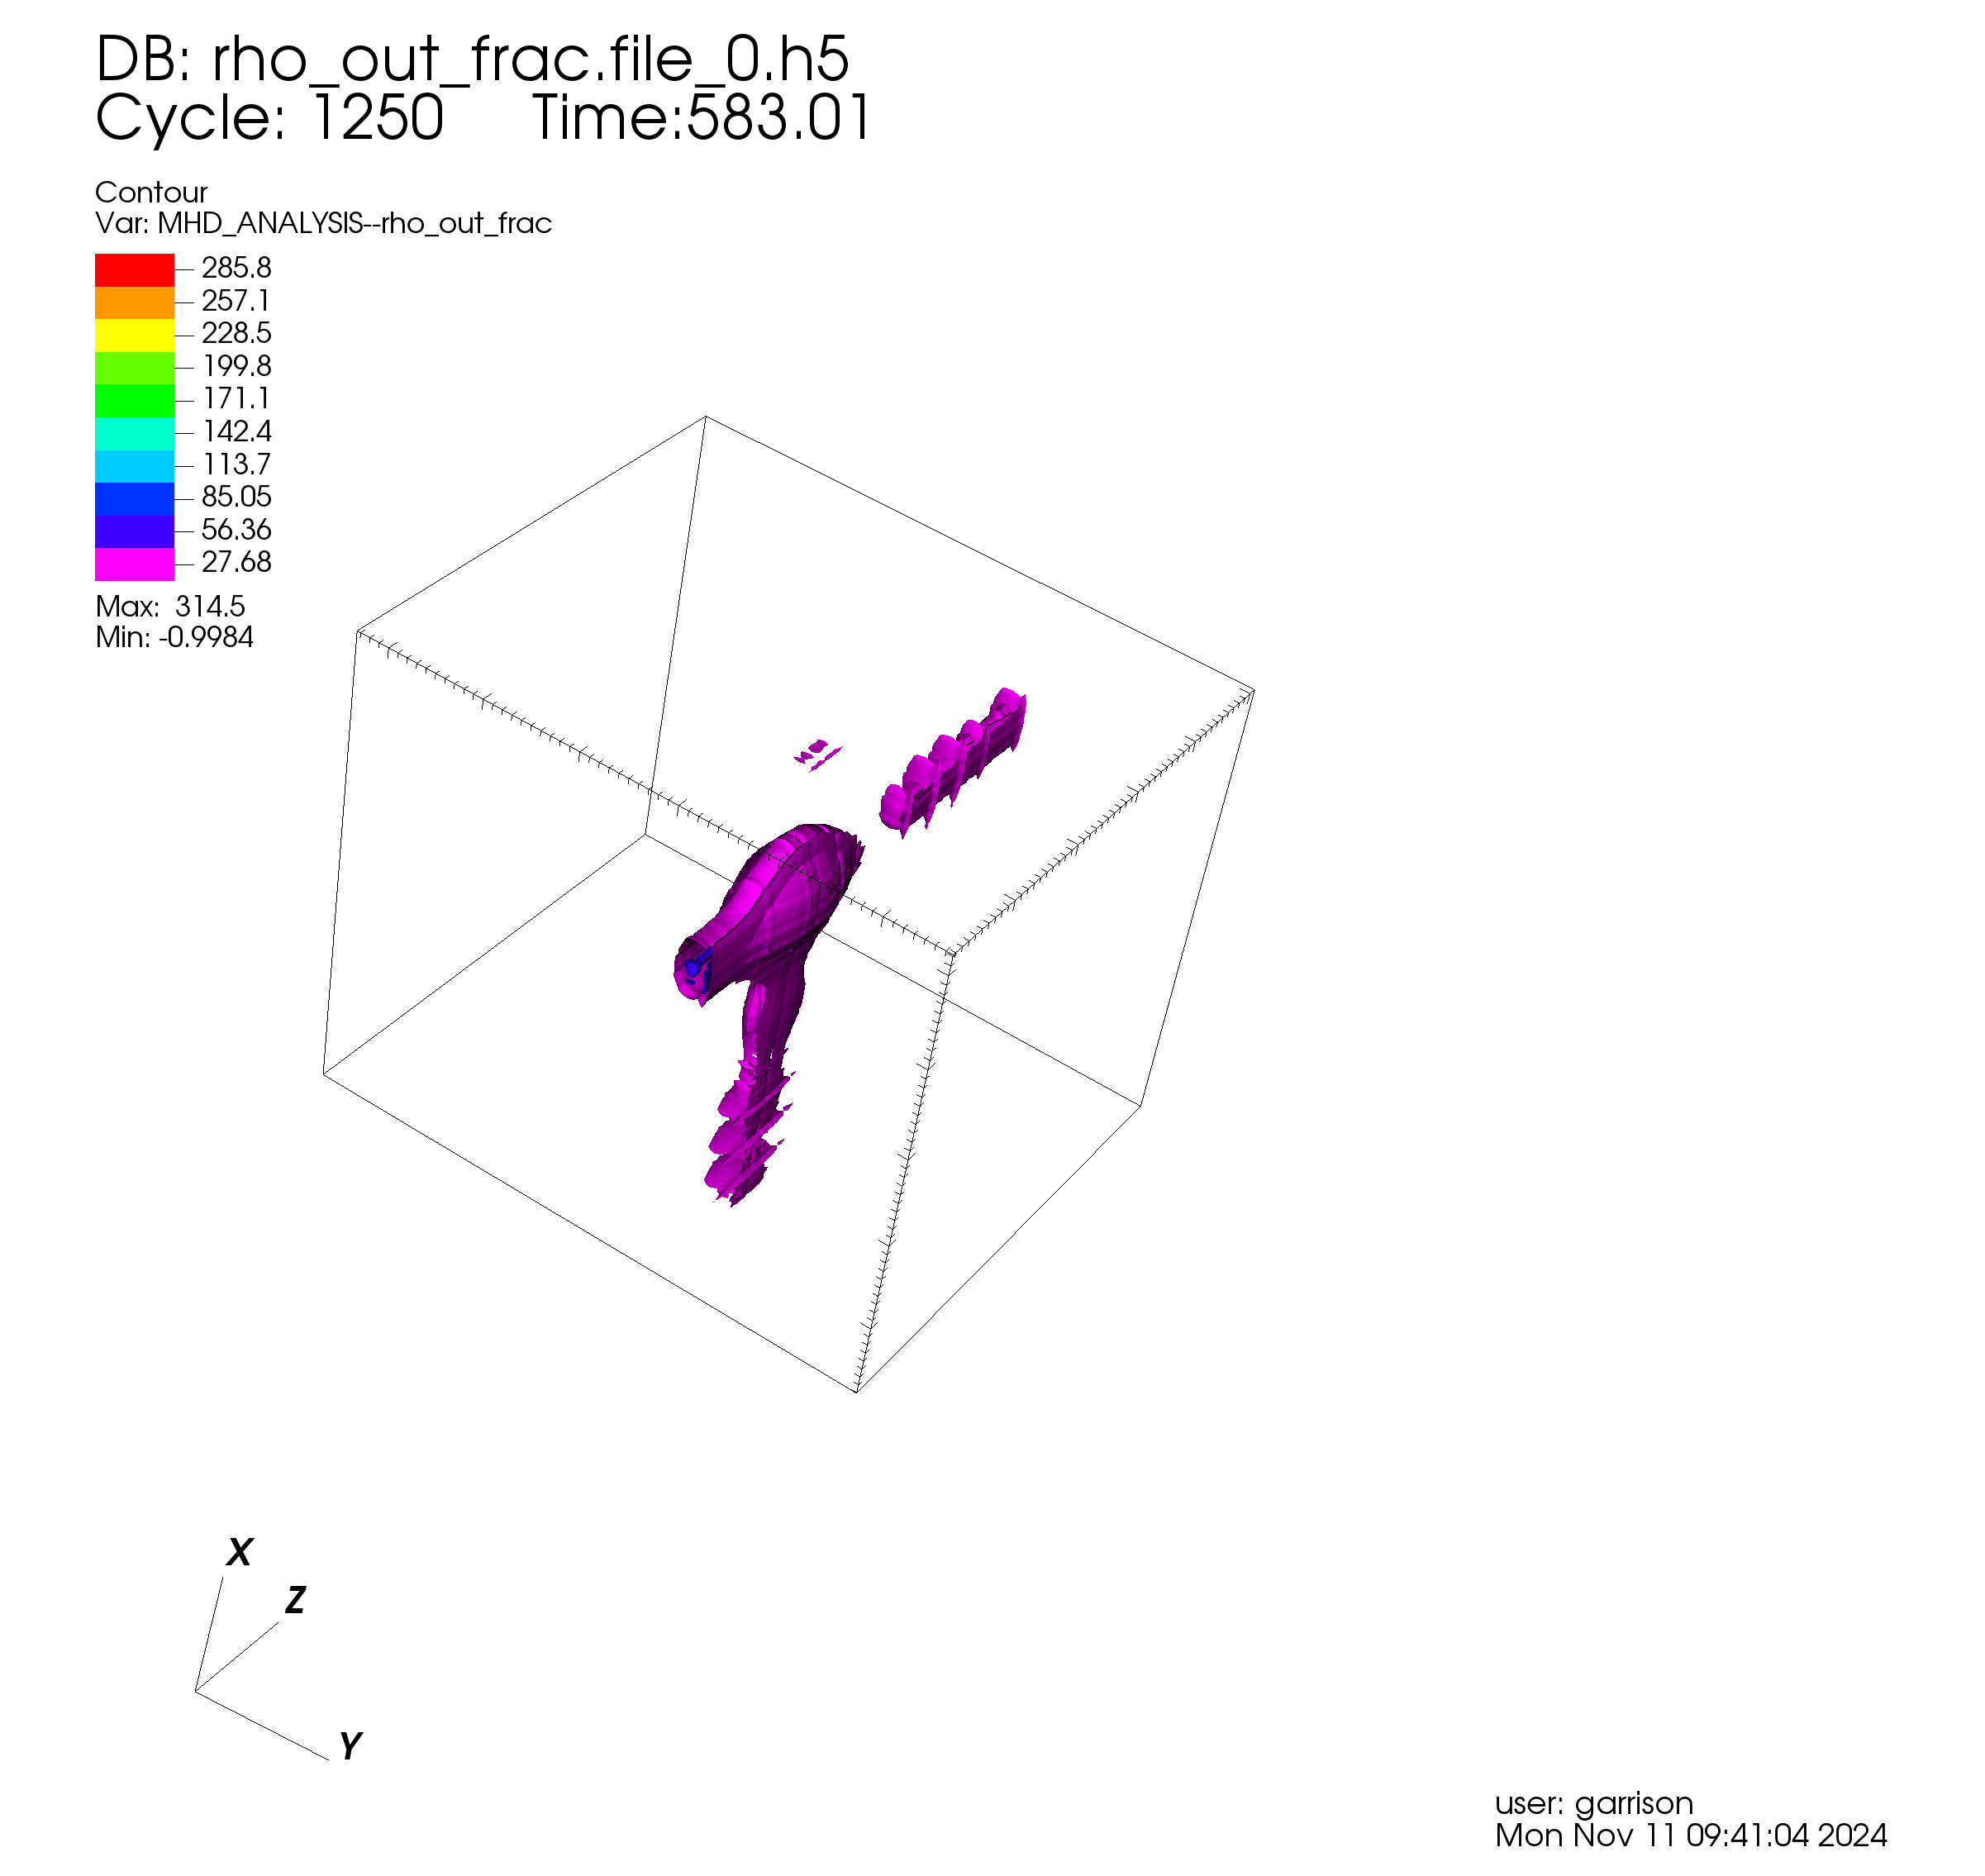 DB: rho_out_frac.file_0.h5
Cycle: 1250 Time:583.01
Contour
Var: MHD_ANALYSIS--rho_out_frac
285.8
257.1
228.5
199.8
171.1
142.4
113.7
85.05
56.36
27.68
Max: 314.5
Min: -0.9984
X
Z
Y
user: garrison
Mon Nov 11 09:41:04 2024